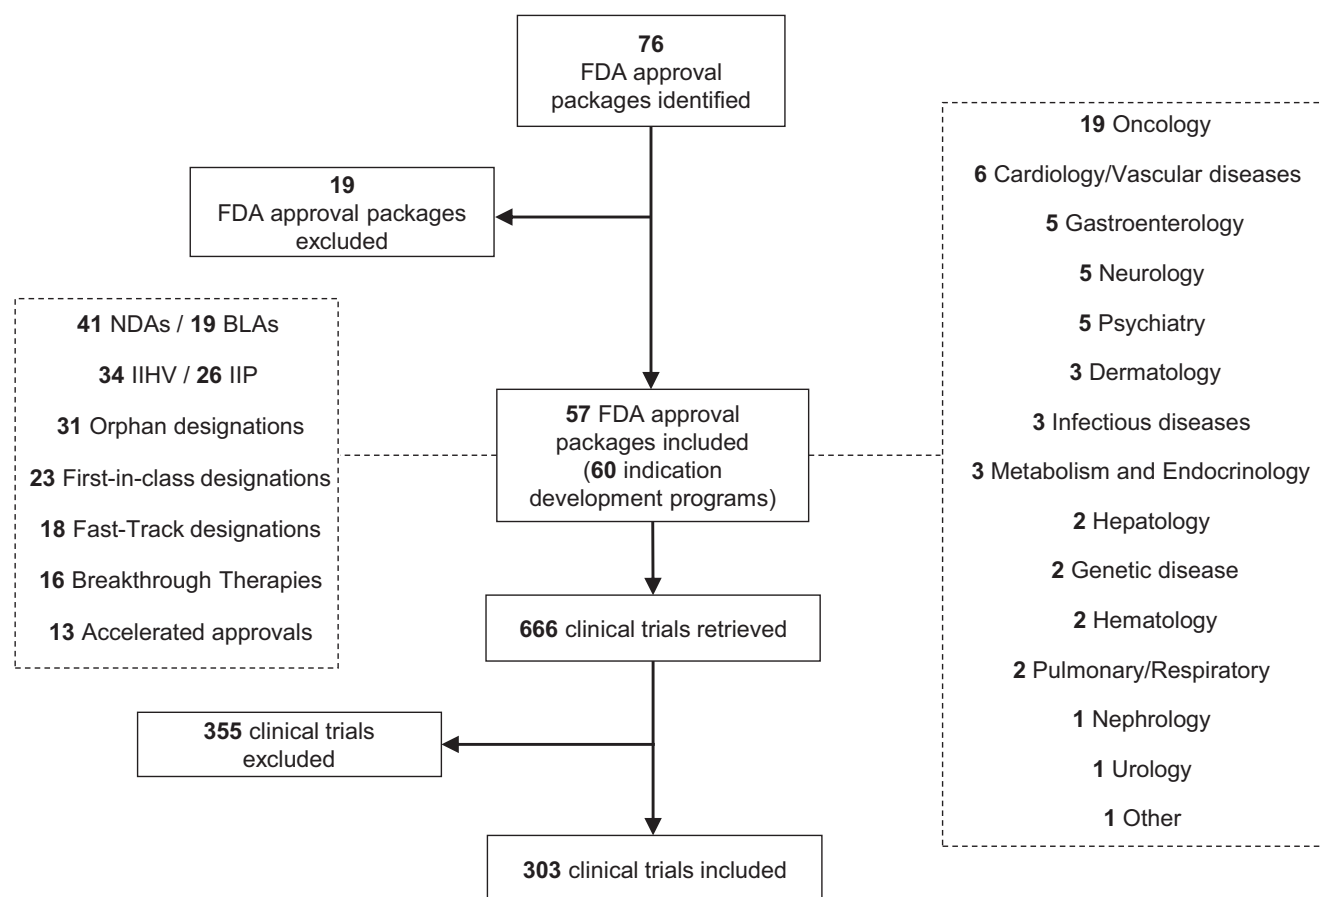 76
FDA approval
packages identified
19
FDA approval packages
excluded
41 NDAs / 19 BLAs
34 IIHV / 26 IIP
31 Orphan designations
23 First-in-class designations
18 Fast-Track designations
16 Breakthrough Therapies
13 Accelerated approvals
57 FDA approval
packages included
(60 indication
development programs)
19 Oncology
6 Cardiology/Vascular diseases
5 Gastroenterology
5 Neurology
5 Psychiatry
3 Dermatology
3 Infectious diseases
3 Metabolism and Endocrinology
2 Hepatology
2 Genetic disease
2 Hematology
2 Pulmonary/Respiratory
1 Nephrology
1 Urology
1 Other
666 clinical trials retrieved
355 clinical trials
excluded
303 clinical trials included